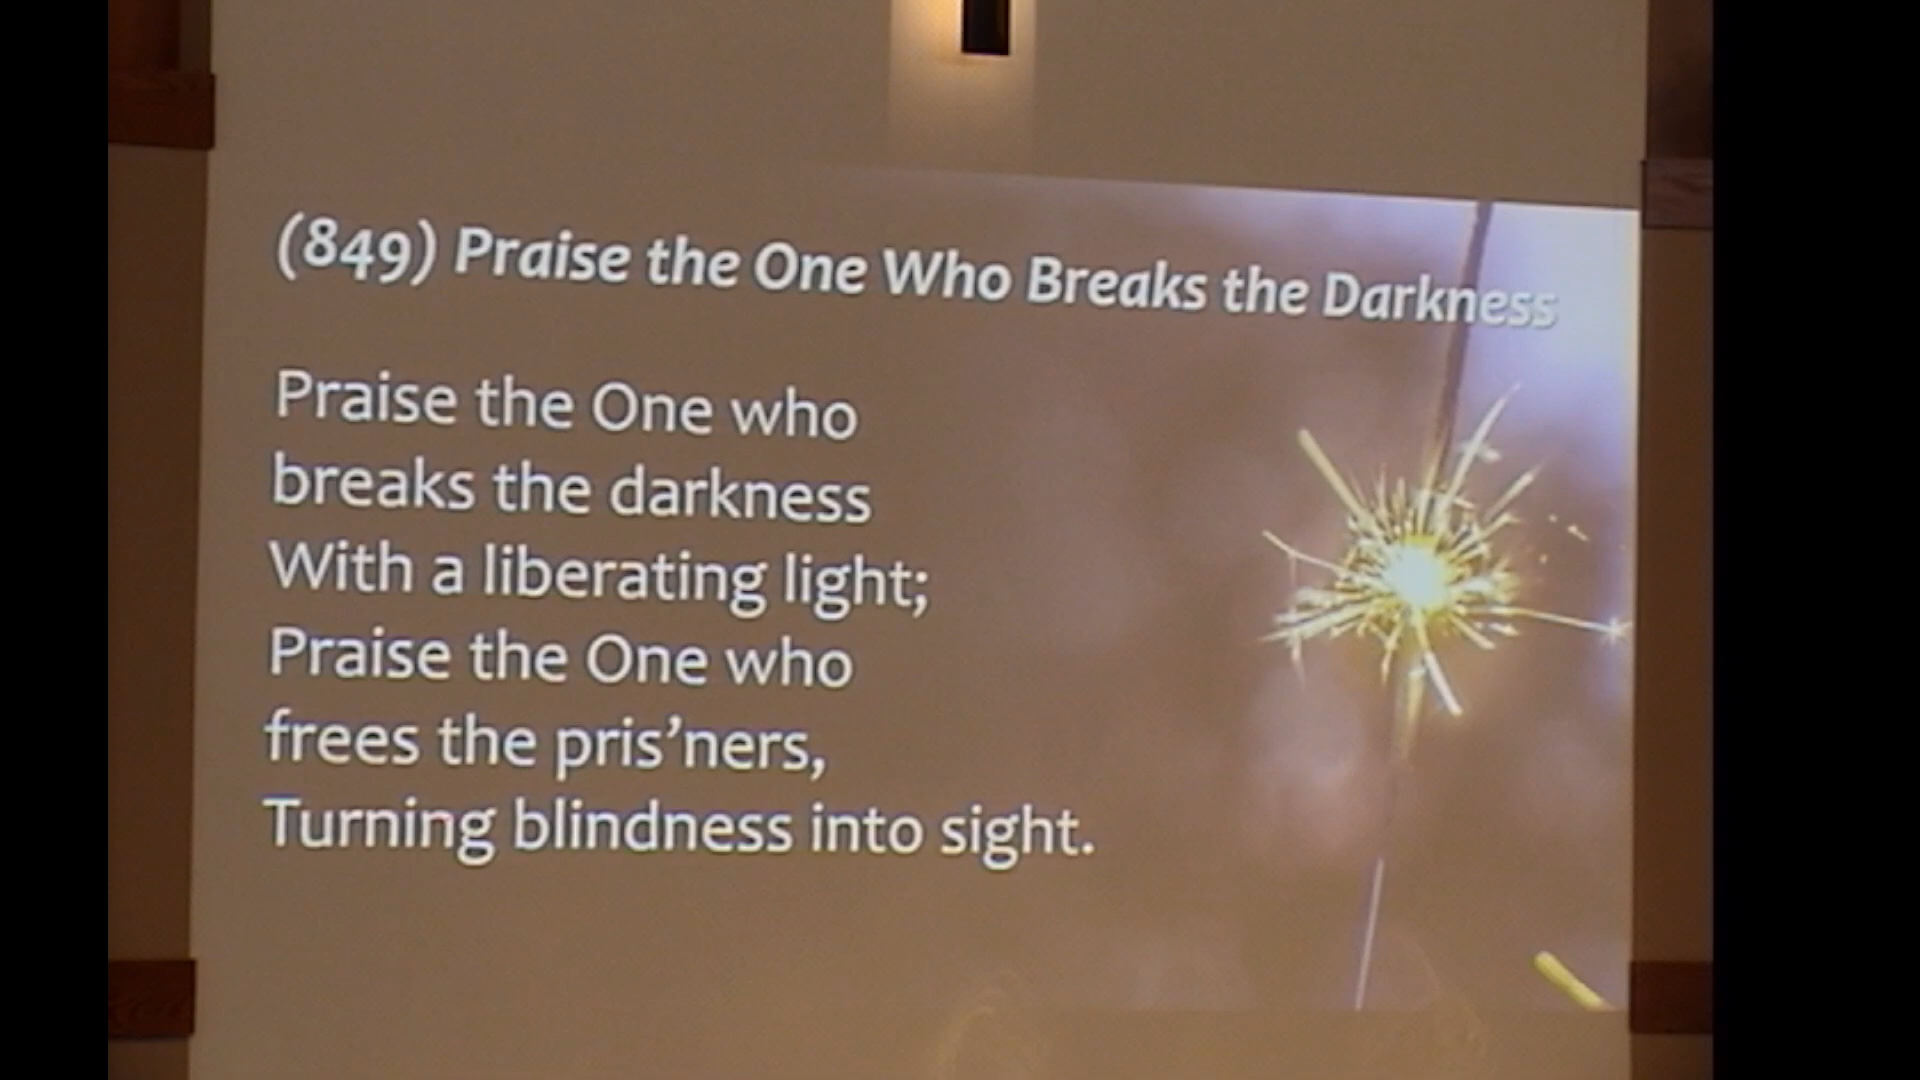 (849) Praise the One Who Breaks the Darkness
Praise the One who
breaks the darkness
With a liberating light;
Praise the One who
frees the pris’ners,
Turning blindness into sight.